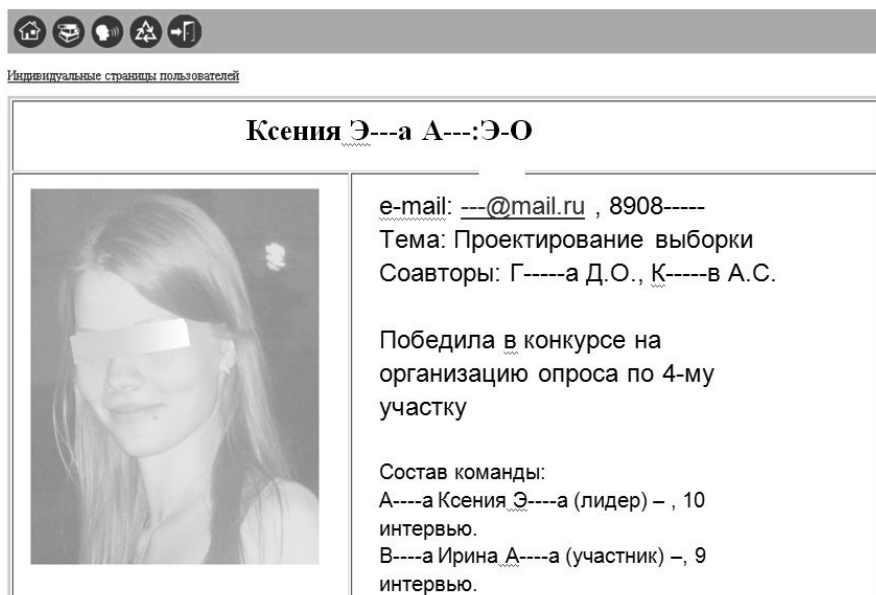 Индивидуальные страницы пользователей
Ксения Э---а А---:Э-О
e-mail: ---@mail.ru , 8908-----
Тема: Проектирование выборки
Соавторы: Г-----а Д.О., К-----в А.С.
Победила в конкурсе на
организацию опроса по 4-му
участку
Состав команды:
А----а Ксения Э----а (лидер) – , 10
интервью.
В----а Ирина А----а (участник) –, 9
интервью.